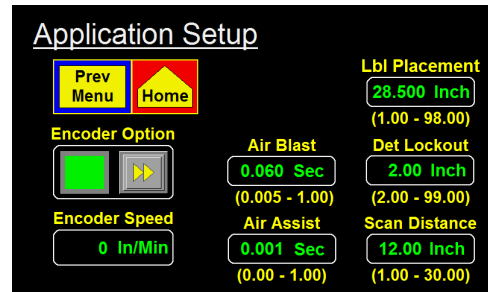 Application Setup
Prev
Menu
Home
Encoder Option
Encoder Speed
0 In/Min
Air Blast
0.060 Sec
(0.005 - 1.00)
Air Assist
0.001 Sec
(0.00 - 1.00)
Lbl Placement
28.500 Inch
(1.00 - 98.00)
Det Lockout
2.00 Inch
(2.00 - 99.00)
Scan Distance
12.00 Inch
(1.00 - 30.00)